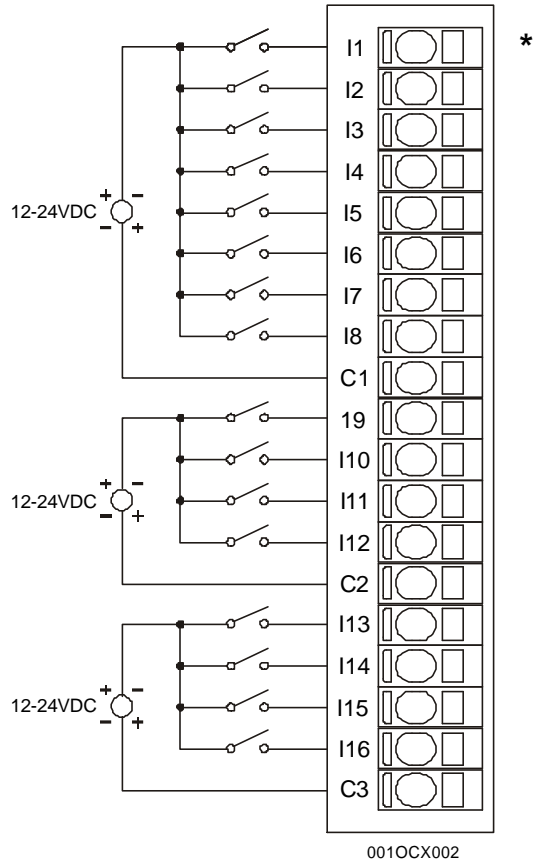 *
I1
I2
I3
I4
+ -
12-24VDC
- +
I5
I6
I7
I8
C1
19
I10
+ -
12-24VDC
- +
I11
I12
C2
I13
I14
+ -
12-24VDC
- +
I15
I16
C3
001OCX002